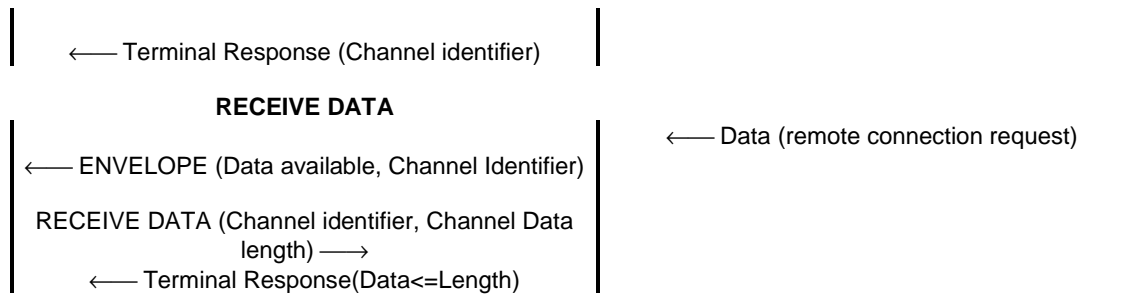 ←── Terminal Response (Channel identifier)
RECEIVE DATA
←── Data (remote connection request)
←── ENVELOPE (Data available, Channel Identifier)
RECEIVE DATA (Channel identifier, Channel Data
length) ──→
←── Terminal Response(Data<=Length)